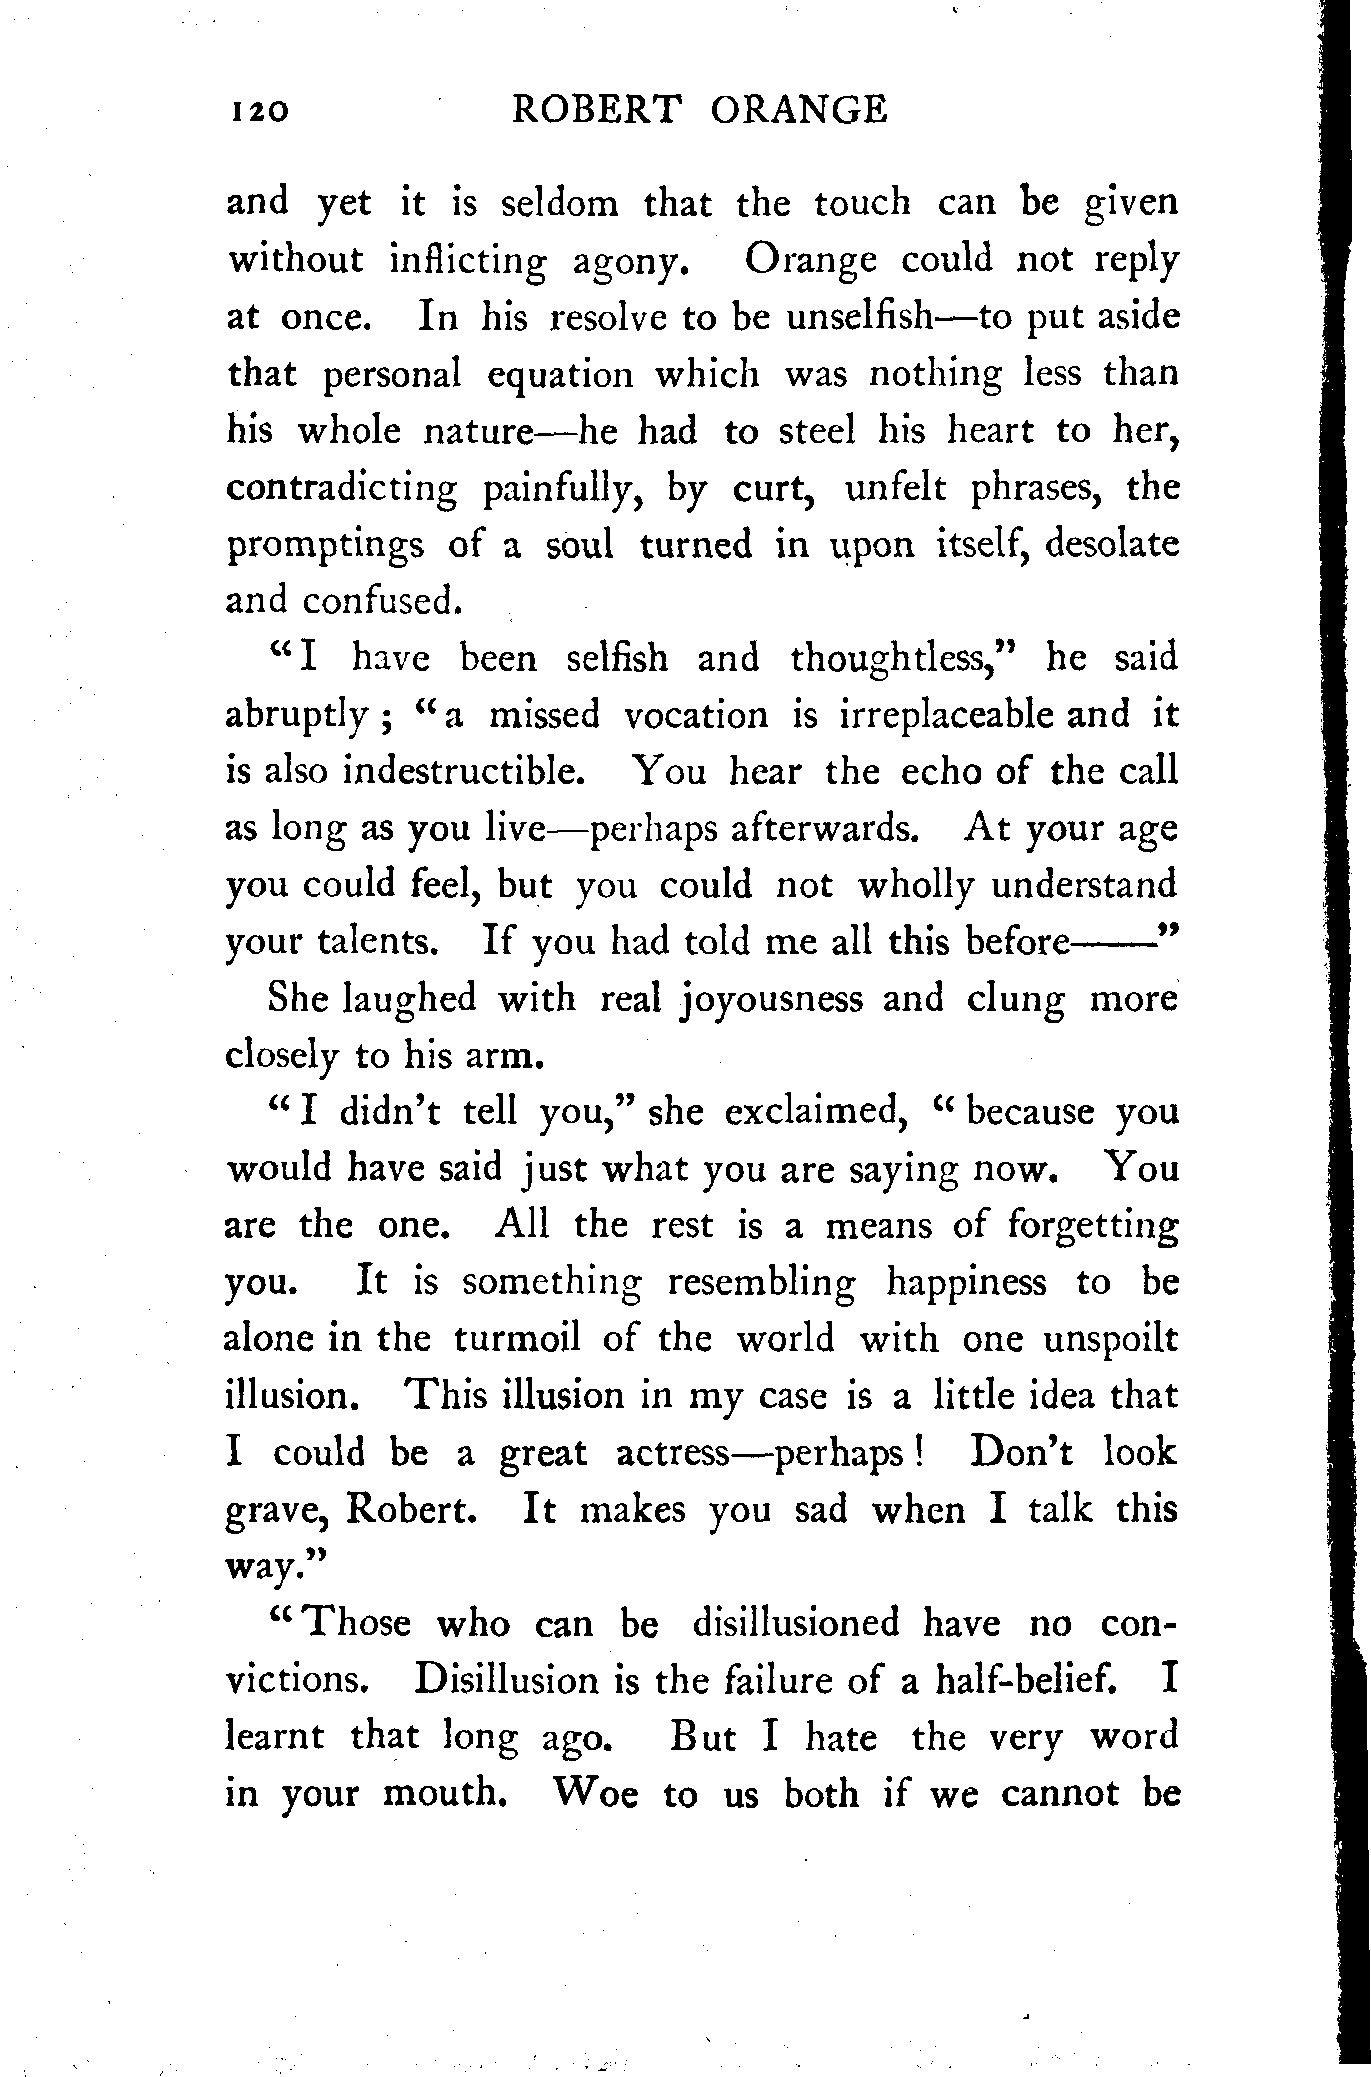 120 ROBERT ORANGE
and yet it is seldom that the touch can be given
without inflicting agony. Orange could not reply
at once. In his resolve to be unselfish—to put aside
that personal equation which was nothing less than
his whole nature—he had to steel his heart to her,
contradicting painfully, by curt, unfelt phrases, the
promptings of a soul turned in upon itself, desolate
and confused.
“I have been selfish and thoughtless,” he said
abruptly; “a missed vocation is irreplaceable and it
is also indestructible. You hear the echo of the call
as long as you live—perhaps afterwards. At your age
you could feel, but you could not wholly understand
your talents. If you had told me all this before——”
She laughed with real joyousness and clung more
closely to his arm.
“I didn't tell you,” she exclaimed, “because you
would have said just what you are saying now. You
are the one. All the rest is a means of forgetting
you. It is something resembling happiness to be
alone in the turmoil of the world with one unspoilt
illusion. This illusion in my case is a little idea that
I could be a great actress—perhaps! Don't look
grave, Robert. It makes you sad when I talk this
way.”
“Those who can be disillusioned have no con-
victions. Disillusion is the failure of a half-belief. I
learnt that long ago. But I hate the very word
in your mouth. Woe to us both if we cannot be